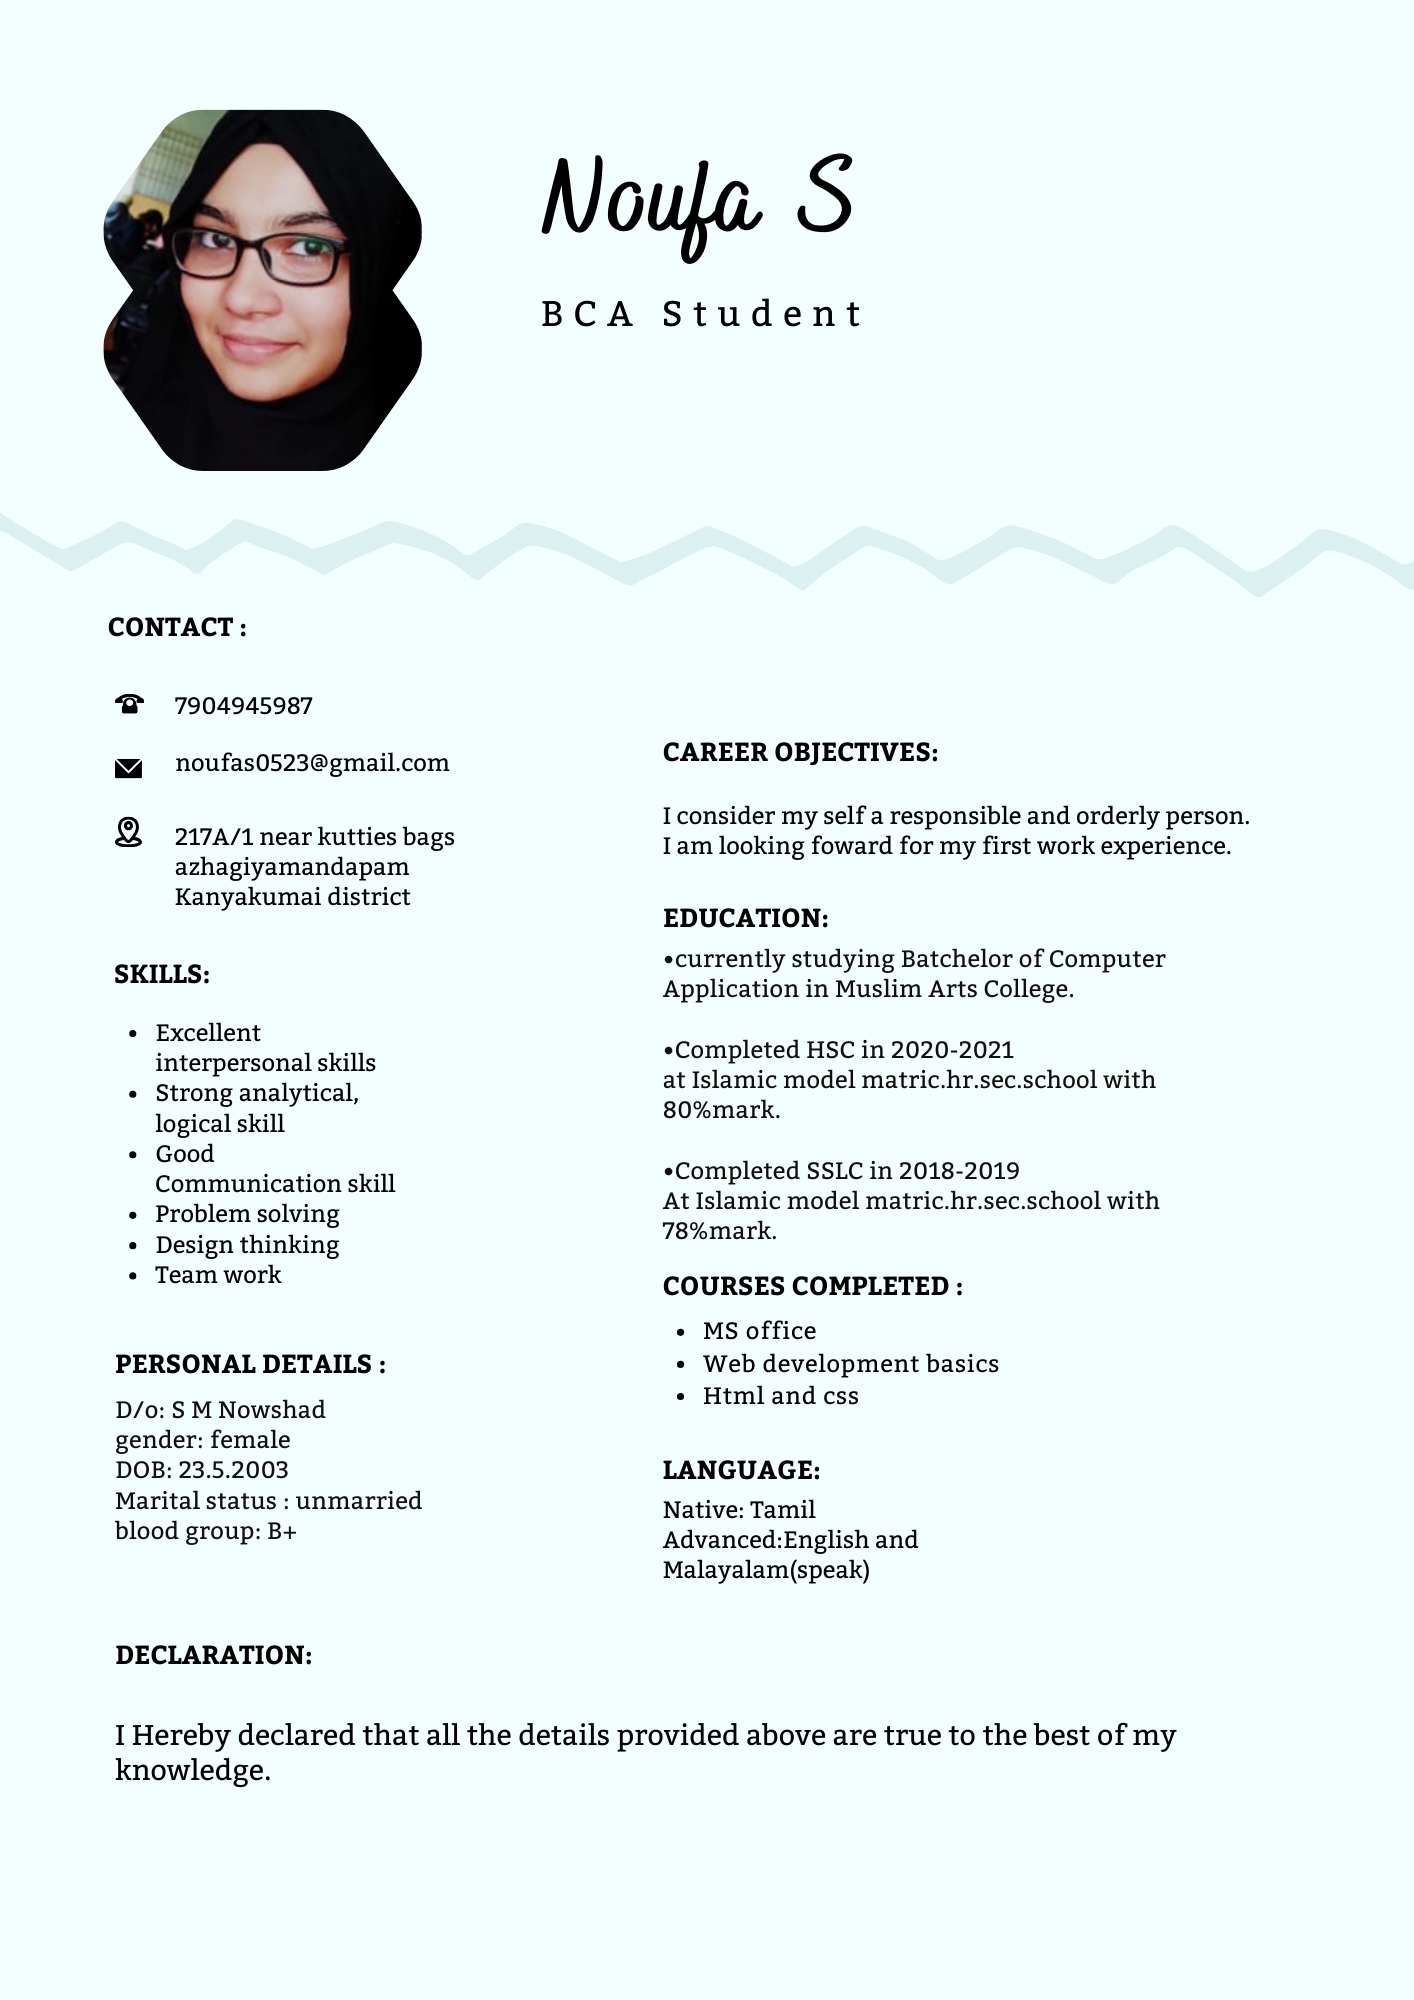 Noufa S
BCA Student
CONTACT :
7904945987
noufas0523@gmail.com
217A/1 near kutties bags
azhagiyamandapam
Kanyakumai district
SKILLS:
• Excellent
interpersonal skills
• Strong analytical,
logical skill
• Good
Communication skill
• Problem solving
• Design thinking
• Team work
PERSONAL DETAILS :
D/o: S M Nowshad
gender: female
DOB: 23.5.2003
Marital status : unmarried
blood group: B+
CAREER OBJECTIVES:
I consider my self a responsible and orderly person.
I am looking foward for my first work experience.
EDUCATION:
•currently studying Batchelor of Computer
Application in Muslim Arts College.
•Completed HSC in 2020-2021
at Islamic model matric.hr.sec.school with
80%mark.
•Completed SSLC in 2018-2019
At Islamic model matric.hr.sec.school with
78%mark.
COURSES COMPLETED :
• MS office
• Web development basics
• Html and css
LANGUAGE:
Native: Tamil
Advanced:English and
Malayalam(speak)
DECLARATION:
I Hereby declared that all the details provided above are true to the best of my
knowledge.